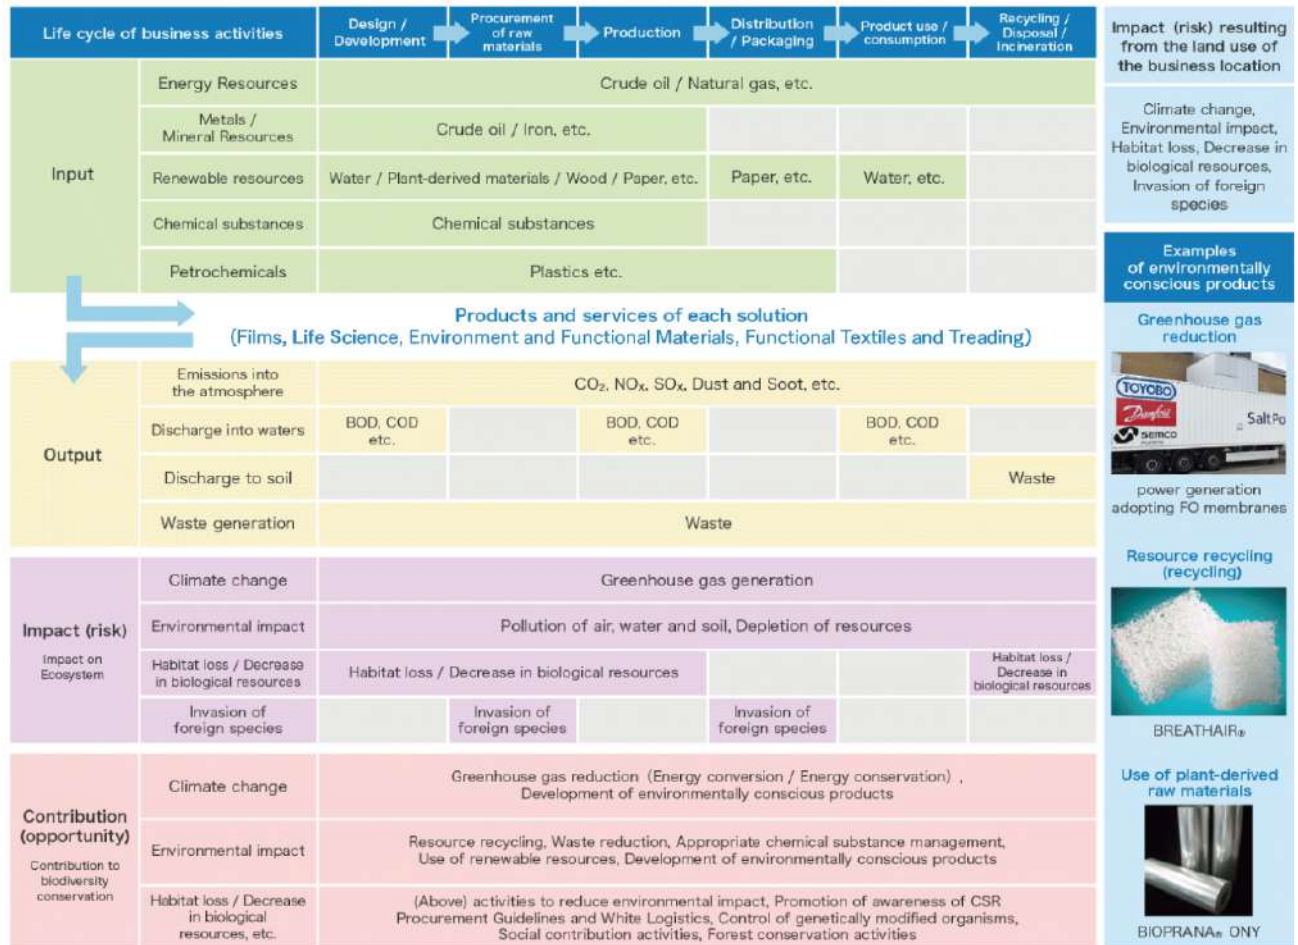 Life cycle of business activities
Design /
Development
Procurement
of raw
materials
Production
Distribution
/ Packaging
Product use /
consumption
Recycling /
Disposal /
Incineration
Input
Energy Resources
Crude oil / Natural gas, etc.
Metals /
Mineral Resources
Crude oil / Iron, etc.
Renewable resources
Water / Plant-derived materials / Wood / Paper, etc.
Paper, etc.
Water, etc.
Chemical substances
Chemical substances
Petrochemicals
Plastics etc.
Products and services of each solution
(Films, Life Science, Environment and Functional Materials, Functional Textiles and Treading)
Output
Emissions into
the atmosphere
CO₂, NOx, SOx, Dust and Soot, etc.
Discharge into waters
BOD, COD
etc.
BOD, COD
etc.
BOD, COD
etc.
Discharge to soil
Waste
Waste generation
Waste
Impact (risk)
Impact on
Ecosystem
Climate change
Greenhouse gas generation
Environmental impact
Pollution of air, water and soil, Depletion of resources
Habitat loss / Decrease
in biological resources
Habitat loss / Decrease in biological resources
Habitat loss /
Decrease in
biological resources
Invasion of
foreign species
Invasion of
foreign species
Invasion of
foreign species
Contribution
(opportunity)
Contribution to
biodiversity
conservation
Climate change
Greenhouse gas reduction (Energy conversion / Energy conservation) ,
Development of environmentally conscious products
Environmental impact
Resource recycling, Waste reduction, Appropriate chemical substance management,
Use of renewable resources, Development of environmentally conscious products
Habitat loss / Decrease
in biological
resources, etc.
(Above) activities to reduce environmental impact, Promotion of awareness of CSR
Procurement Guidelines and White Logistics, Control of genetically modified organisms,
Social contribution activities, Forest conservation activities
Impact (risk) resulting
from the land use of
the business location
Climate change,
Environmental impact,
Habitat loss, Decrease in
biological resources,
Invasion of foreign
species
Examples
of environmentally
conscious products
Greenhouse gas
reduction
TOYOBO
Danfoss
semco
SaltPo
power generation
adopting FO membranes
Resource recycling
(recycling)
BREATHAIR®
Use of plant-derived
raw materials
BIOPRANA® ONY